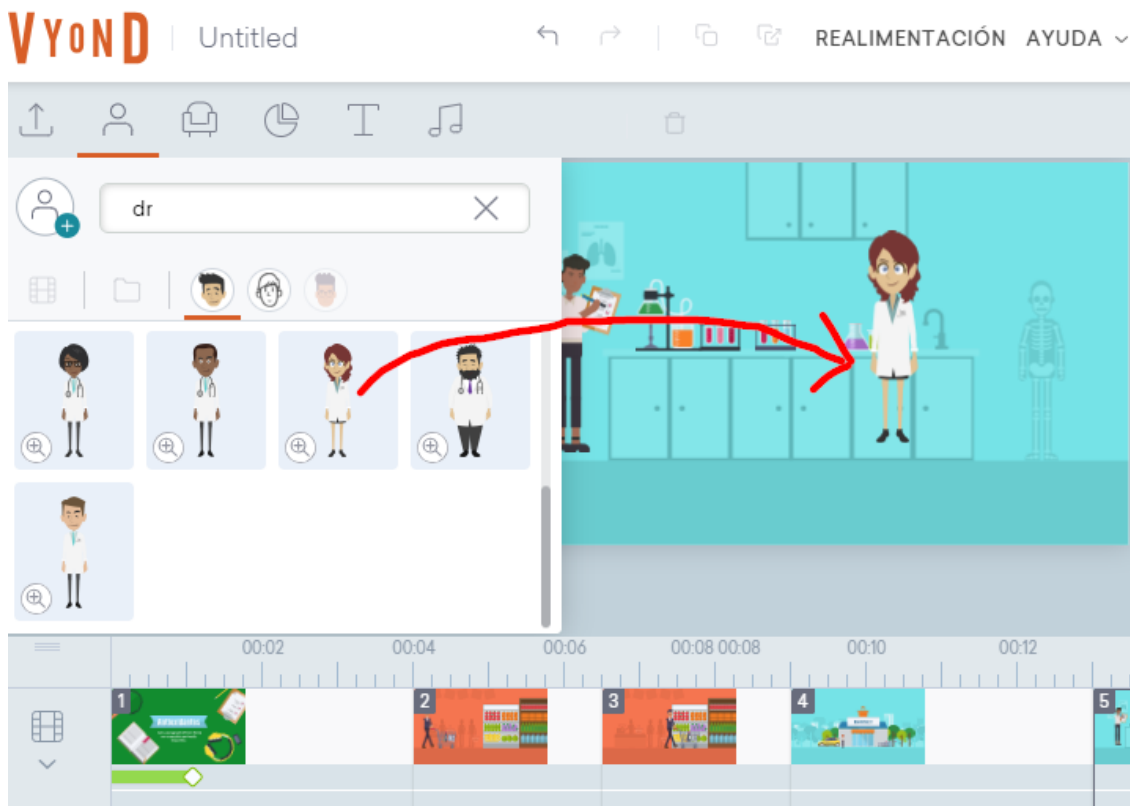 VYOND Untitled REALIMENTACIÓN AYUDA
dr
00:02 00:04 00:06 00:08 00:08 00:10 00:12
1 2 3 4 5
Antioxidantes